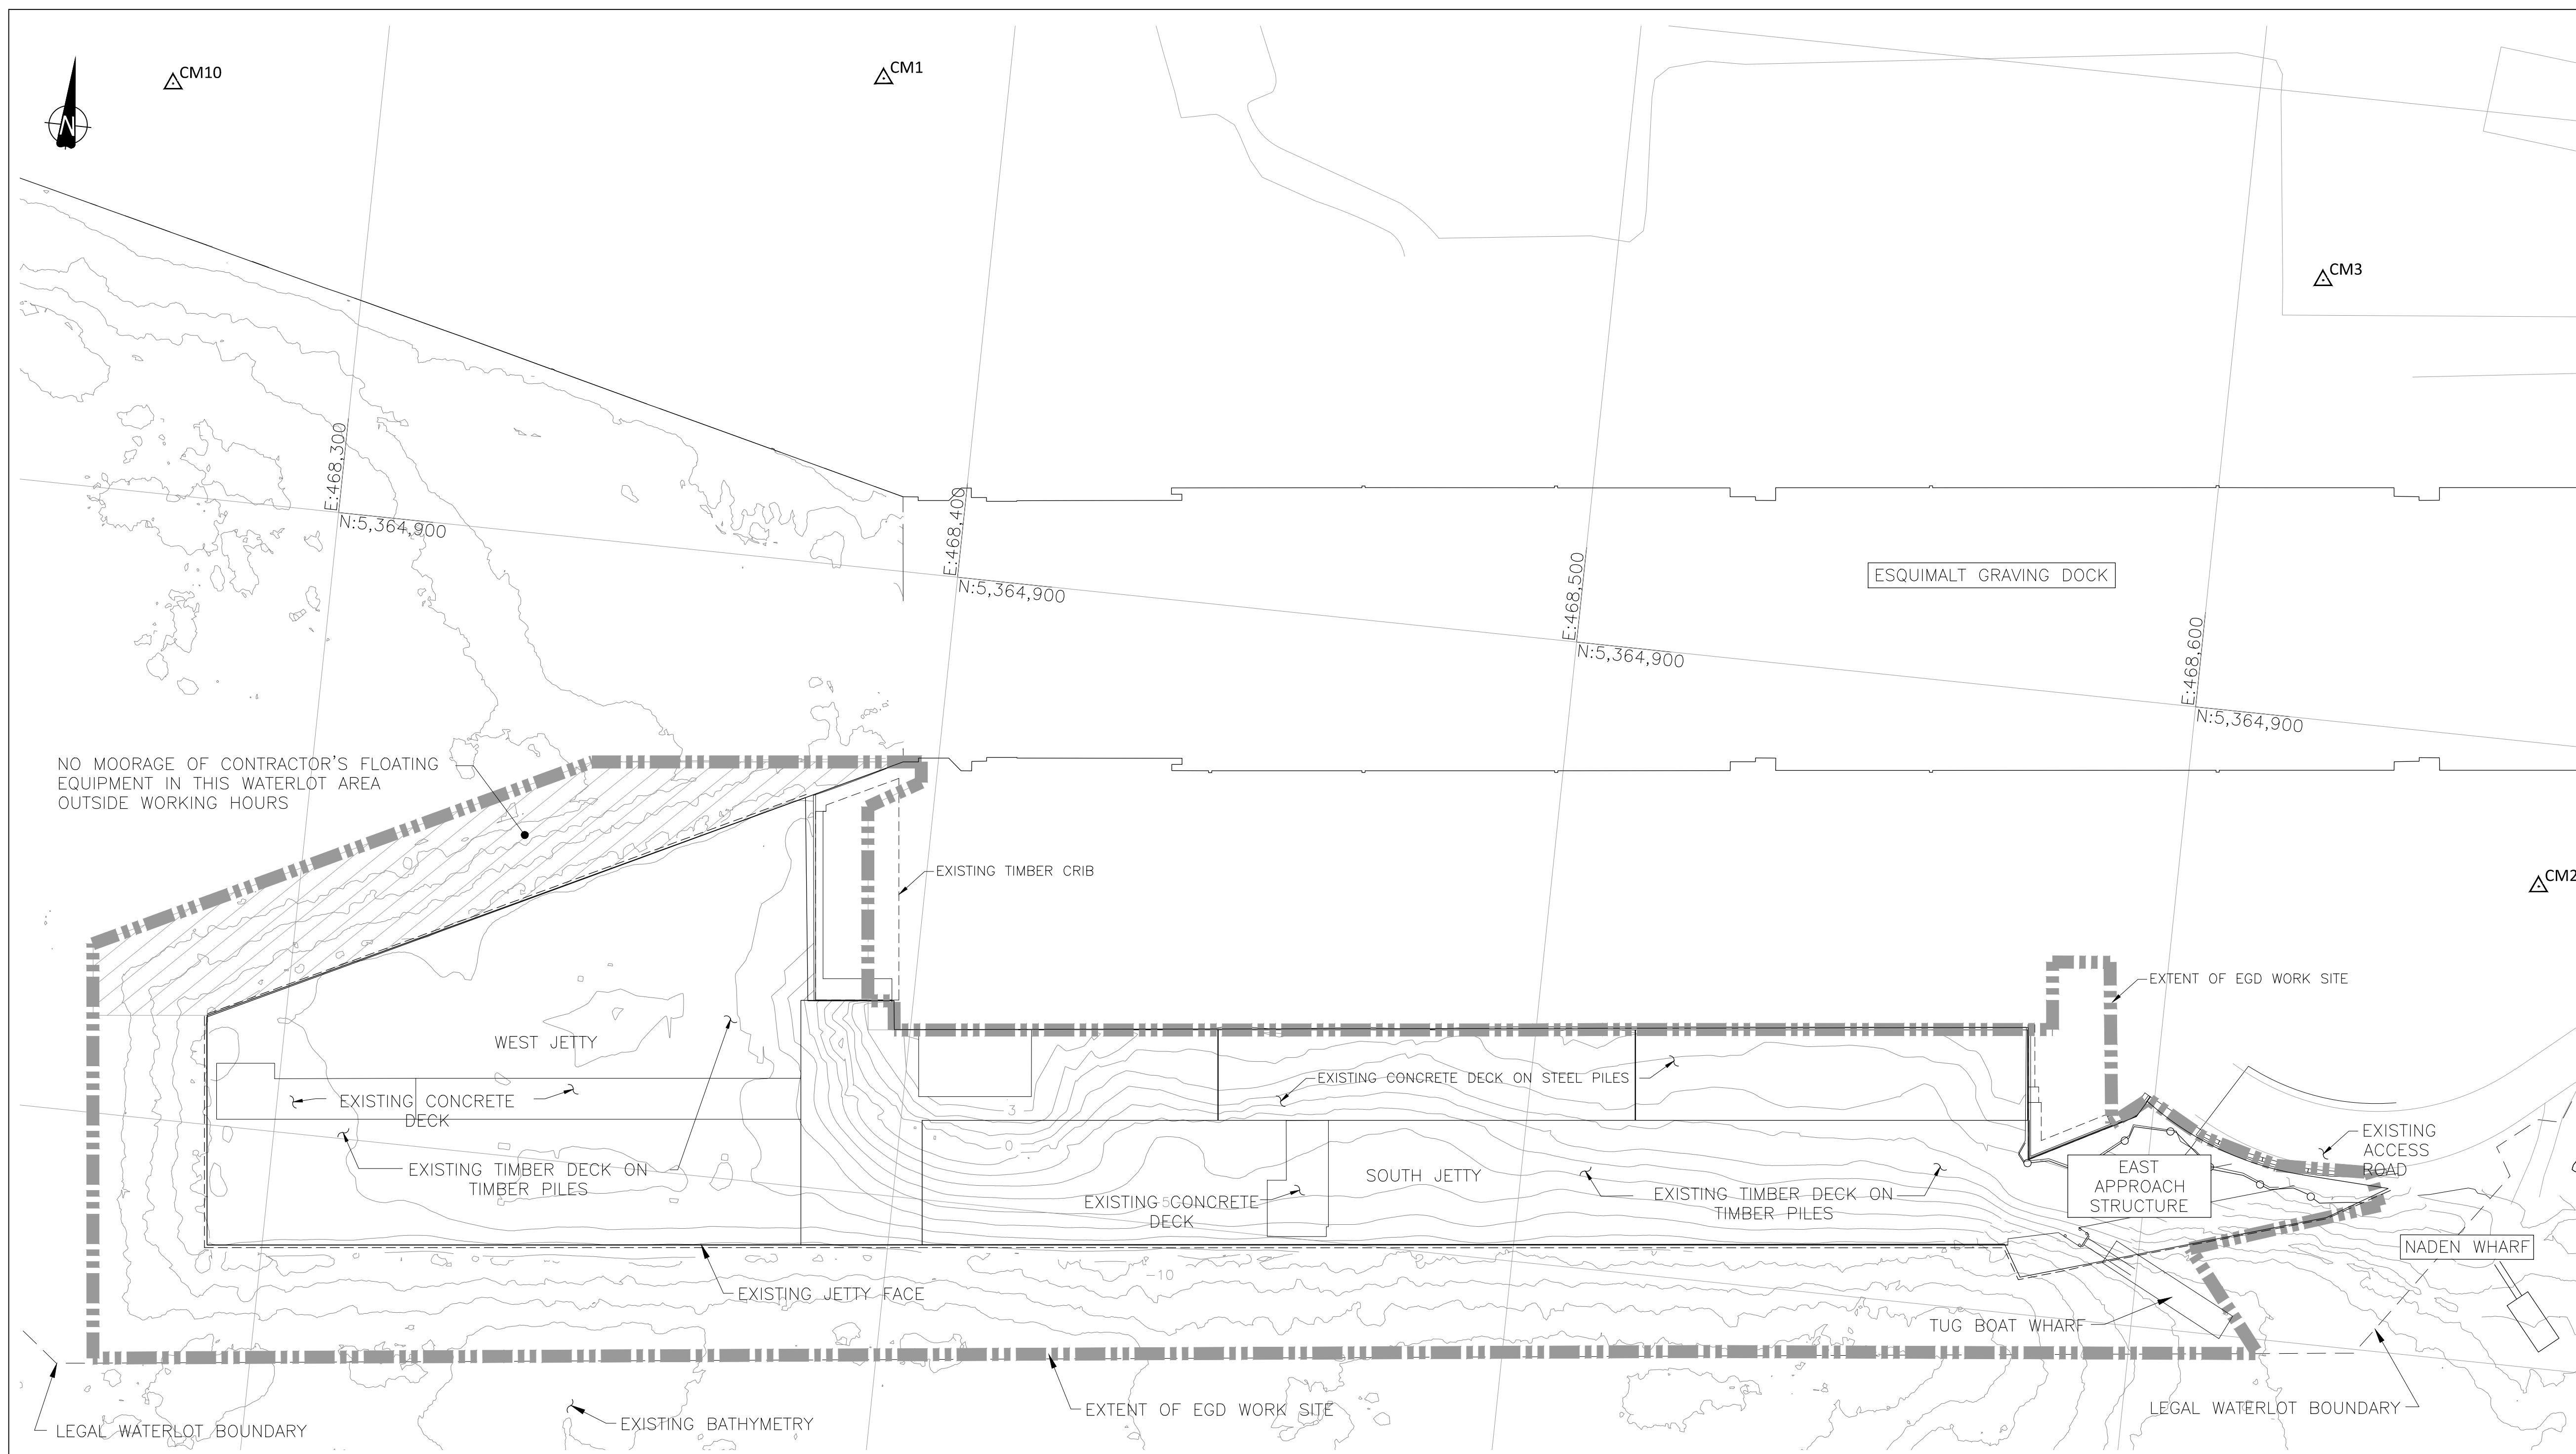 CM10
CM1
CM3
N
E:468,300
N:5,364,900
E:468,400
N:5,364,900
E:468,500
N:5,364,900
E:468,600
N:5,364,900
ESQUIMALT GRAVING DOCK
NO MOORAGE OF CONTRACTOR'S FLOATING
EQUIPMENT IN THIS WATERLOT AREA
OUTSIDE WORKING HOURS
EXISTING TIMBER CRIB
CM2
EXTENT OF EGD WORK SITE
WEST JETTY
EXISTING CONCRETE
DECK
EXISTING CONCRETE DECK ON STEEL PILES
3
0
EXISTING TIMBER DECK ON
TIMBER PILES
SOUTH JETTY
EXISTING CONCRETE
DECK
-5
EXISTING TIMBER DECK ON
TIMBER PILES
EAST
APPROACH
STRUCTURE
EXISTING
ACCESS
ROAD
NADEN WHARF
-10
EXISTING JETTY FACE
TUG BOAT WHARF
-8
LEGAL WATERLOT BOUNDARY
EXISTING BATHYMETRY
EXTENT OF EGD WORK SITE
LEGAL WATERLOT BOUNDARY